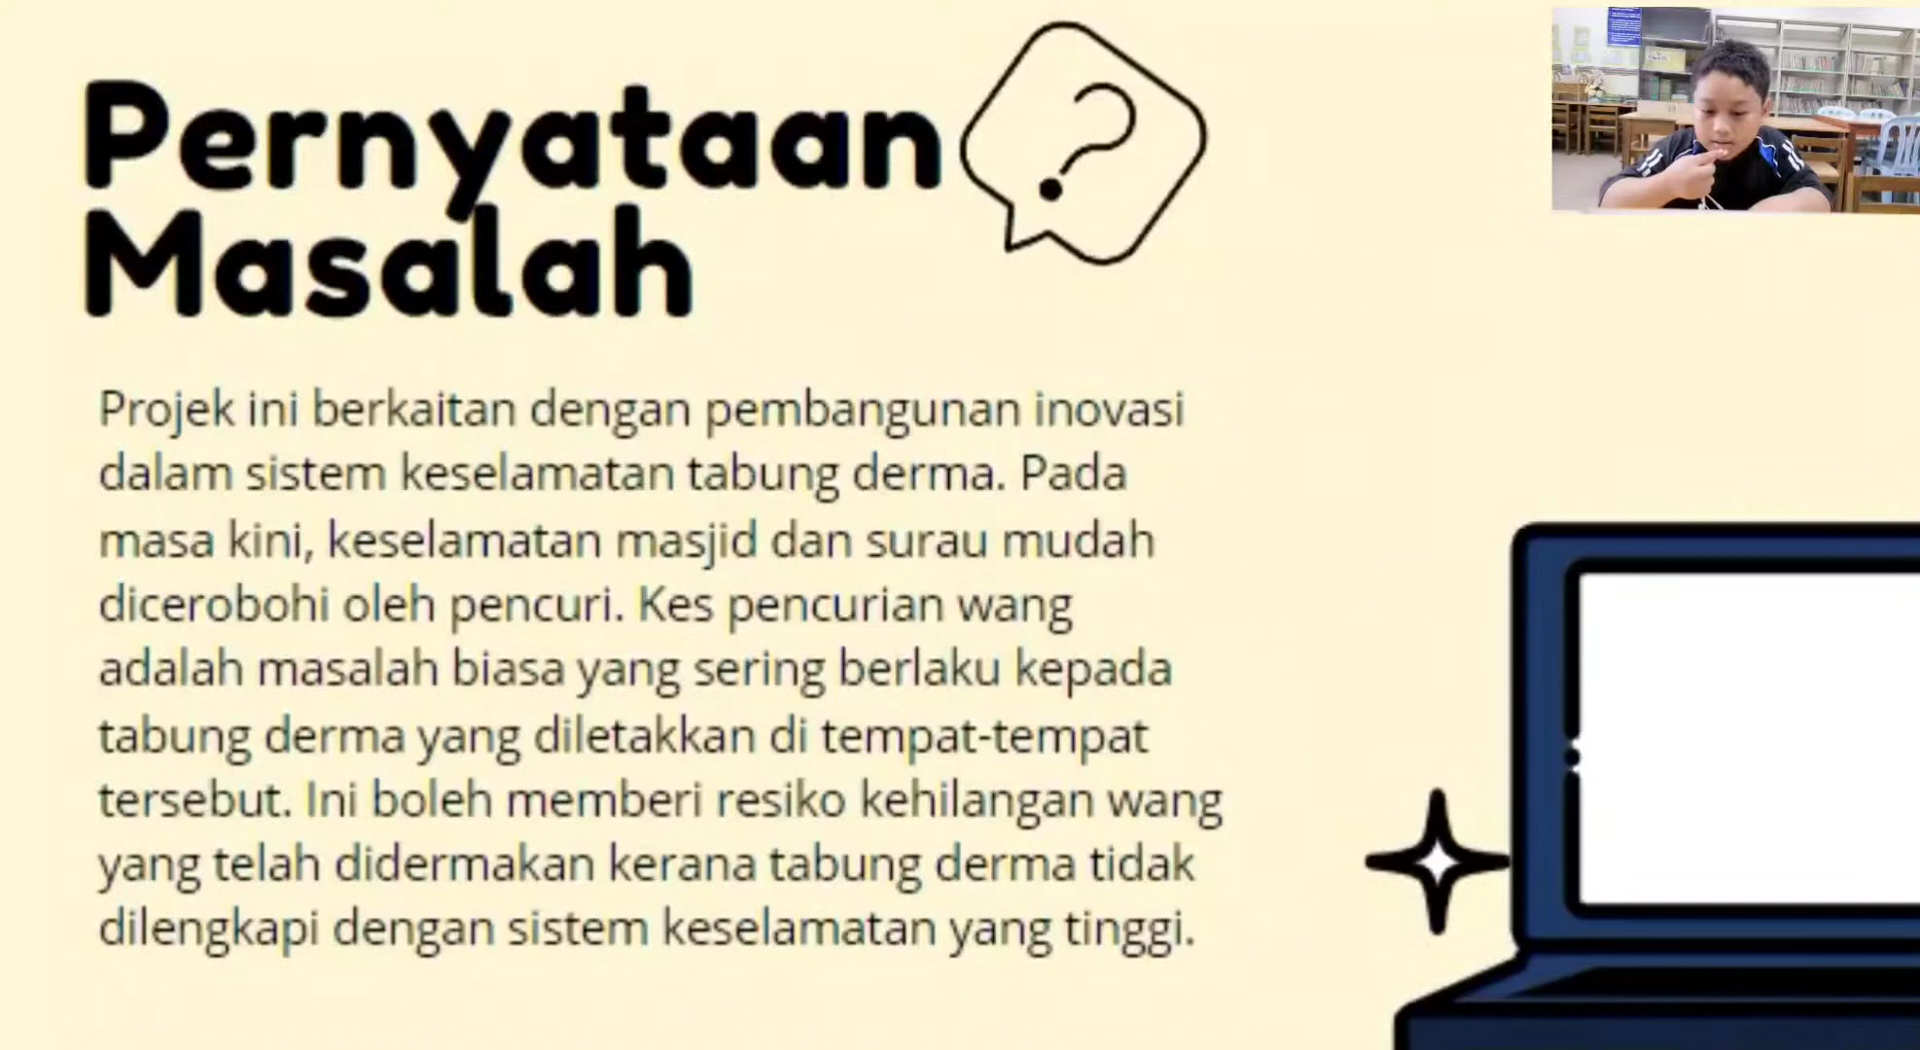 Pernyataan
Masalah
Projek ini berkaitan dengan pembangunan inovasi
dalam sistem keselamatan tabung derma. Pada
masa kini, keselamatan masjid dan surau mudah
dicerobohi oleh pencuri. Kes pencurian wang
adalah masalah biasa yang sering berlaku kepada
tabung derma yang diletakkan di tempat-tempat
tersebut. Ini boleh memberi resiko kehilangan wang
yang telah didermakan kerana tabung derma tidak
dilengkapi dengan sistem keselamatan yang tinggi.